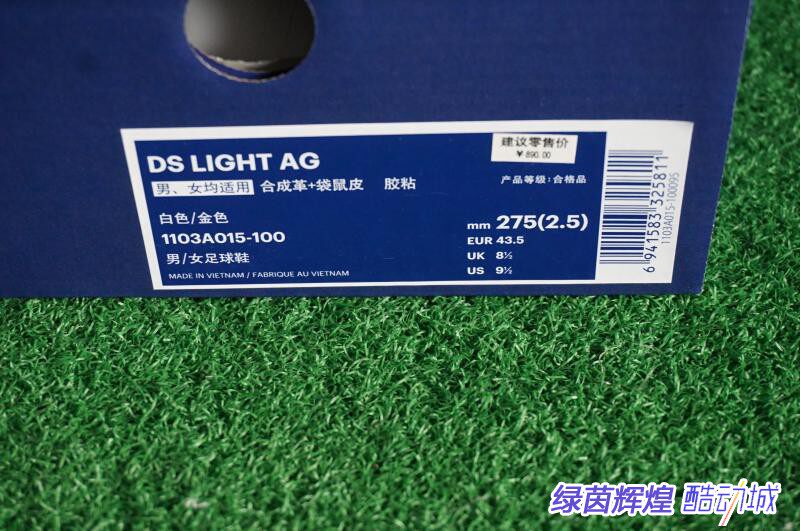 DS LIGHT AG
建议零售价
￥890.00
男、女均适用 合成革+袋鼠皮 胶粘
产品等级:合格品
白色/金色
1103A015-100
男/女足球鞋
MADE IN VIETNAM / FABRIQUE AU VIETNAM
mm 275(2.5)
EUR 43.5
UK 8½
US 9½
6 941583 325811
1103A015-100095
绿茵辉煌 酷动城